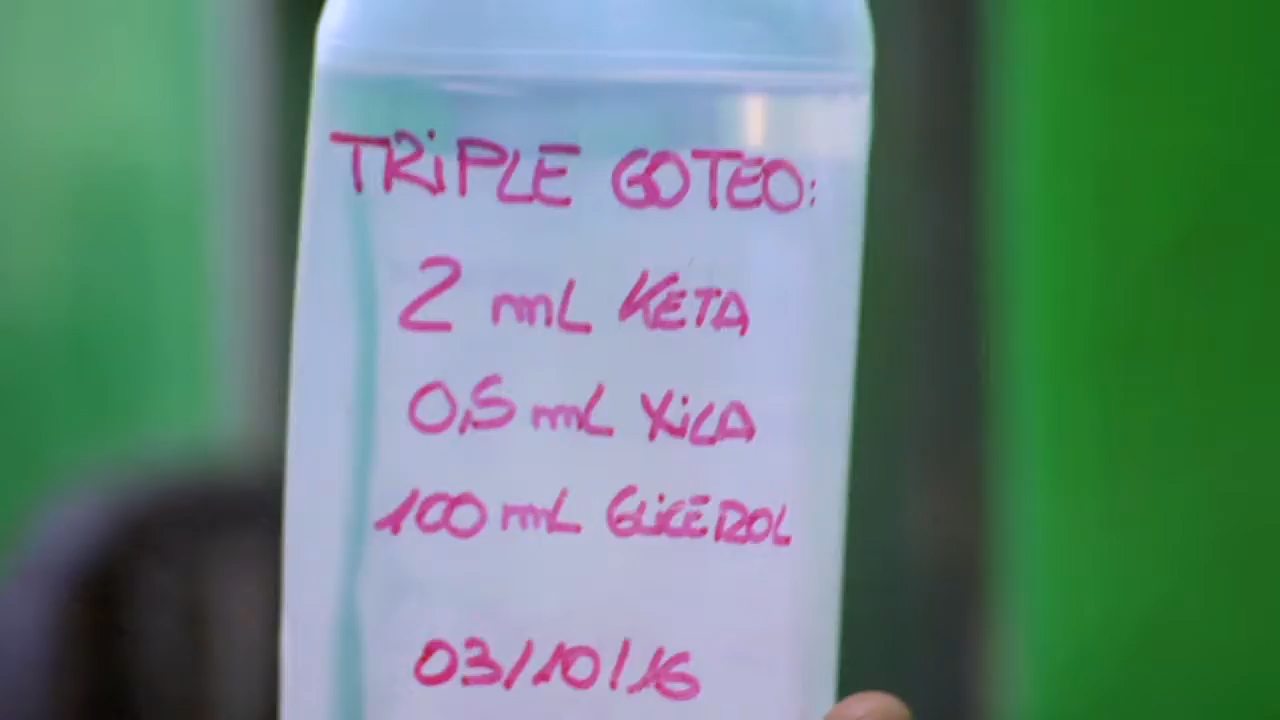 TRiPLE GOTEO:
2 mL KETA
0,5 mL XiLA
100 mL GLiCEROL
03/10/16